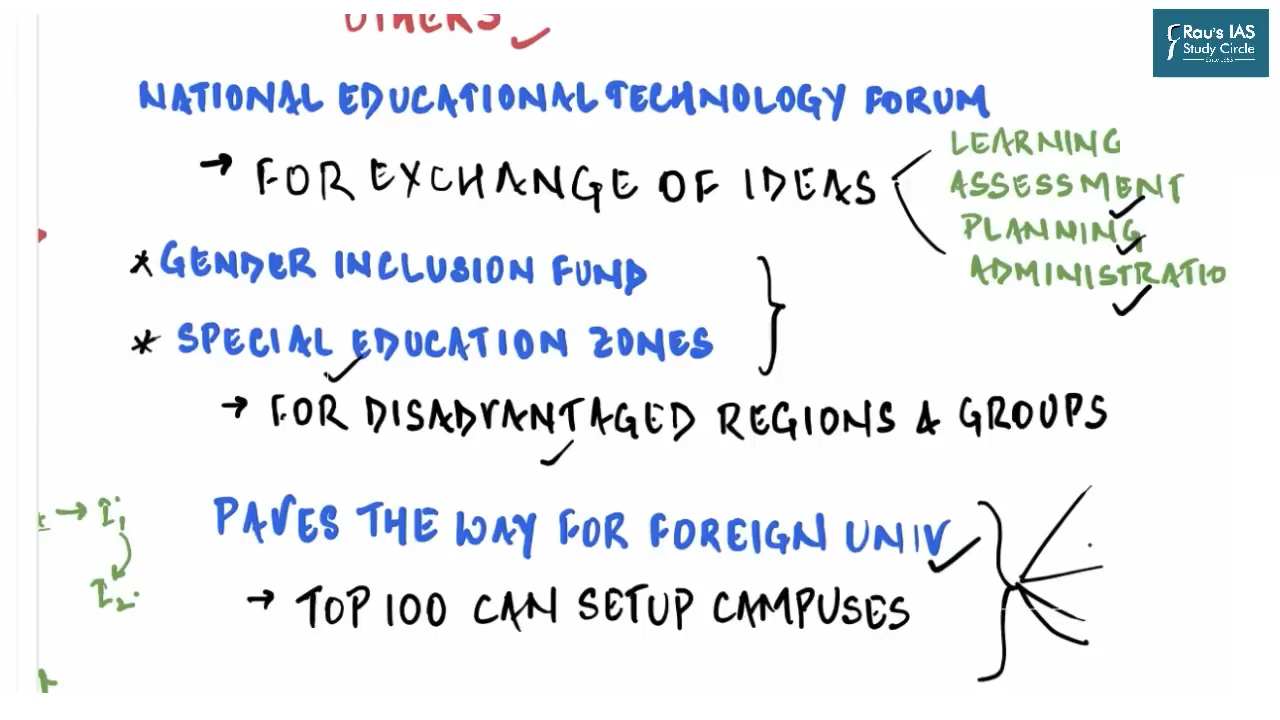 OTHERS
Rau's IAS
Study Circle
NATIONAL EDUCATIONAL TECHNOLOGY FORUM
→ FOR EXCHANGE OF IDEAS
LEARNING
ASSESSMENT
PLANNING
ADMINISTRATIO
* GENDER INCLUSION FUND
* SPECIAL EDUCATION ZONES
→ FOR DISADVANTAGED REGIONS & GROUPS
→ I1
I2
PAVES THE WAY FOR FOREIGN UNIV
→ TOP 100 CAN SETUP CAMPUSES